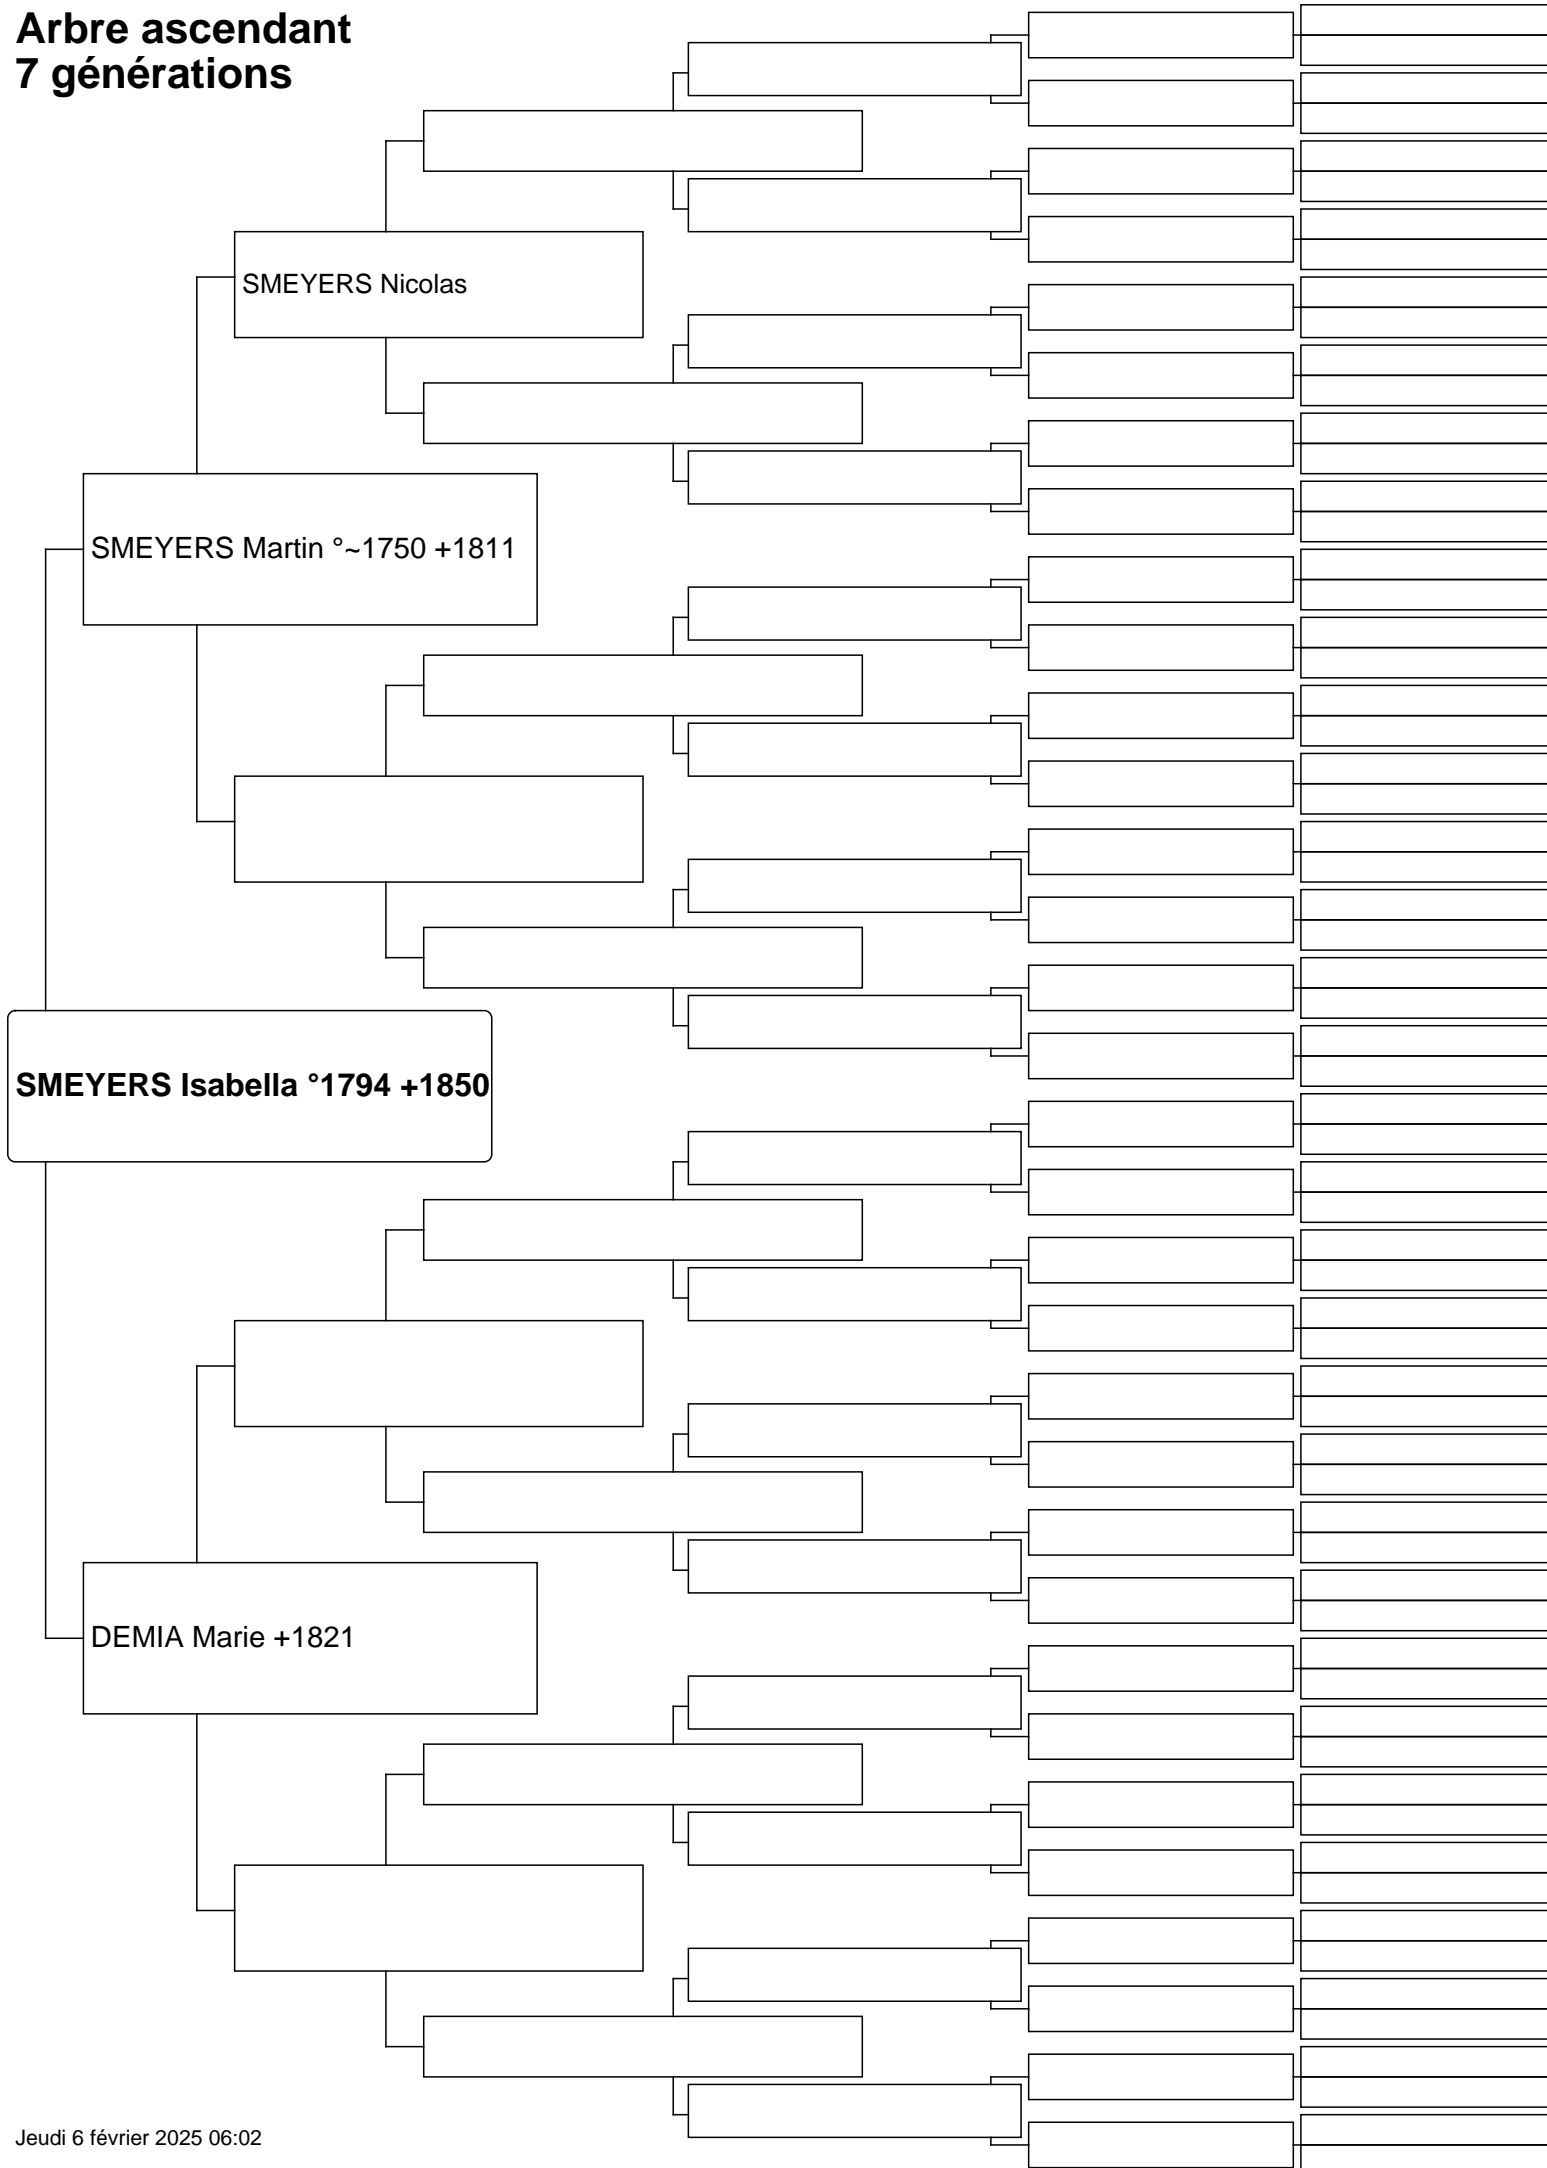 Arbre ascendant
7 générations
SMEYERS Nicolas
SMEYERS Martin °~1750 +1811
SMEYERS Isabella °1794 +1850
DEMIA Marie +1821
Jeudi 6 février 2025 06:02